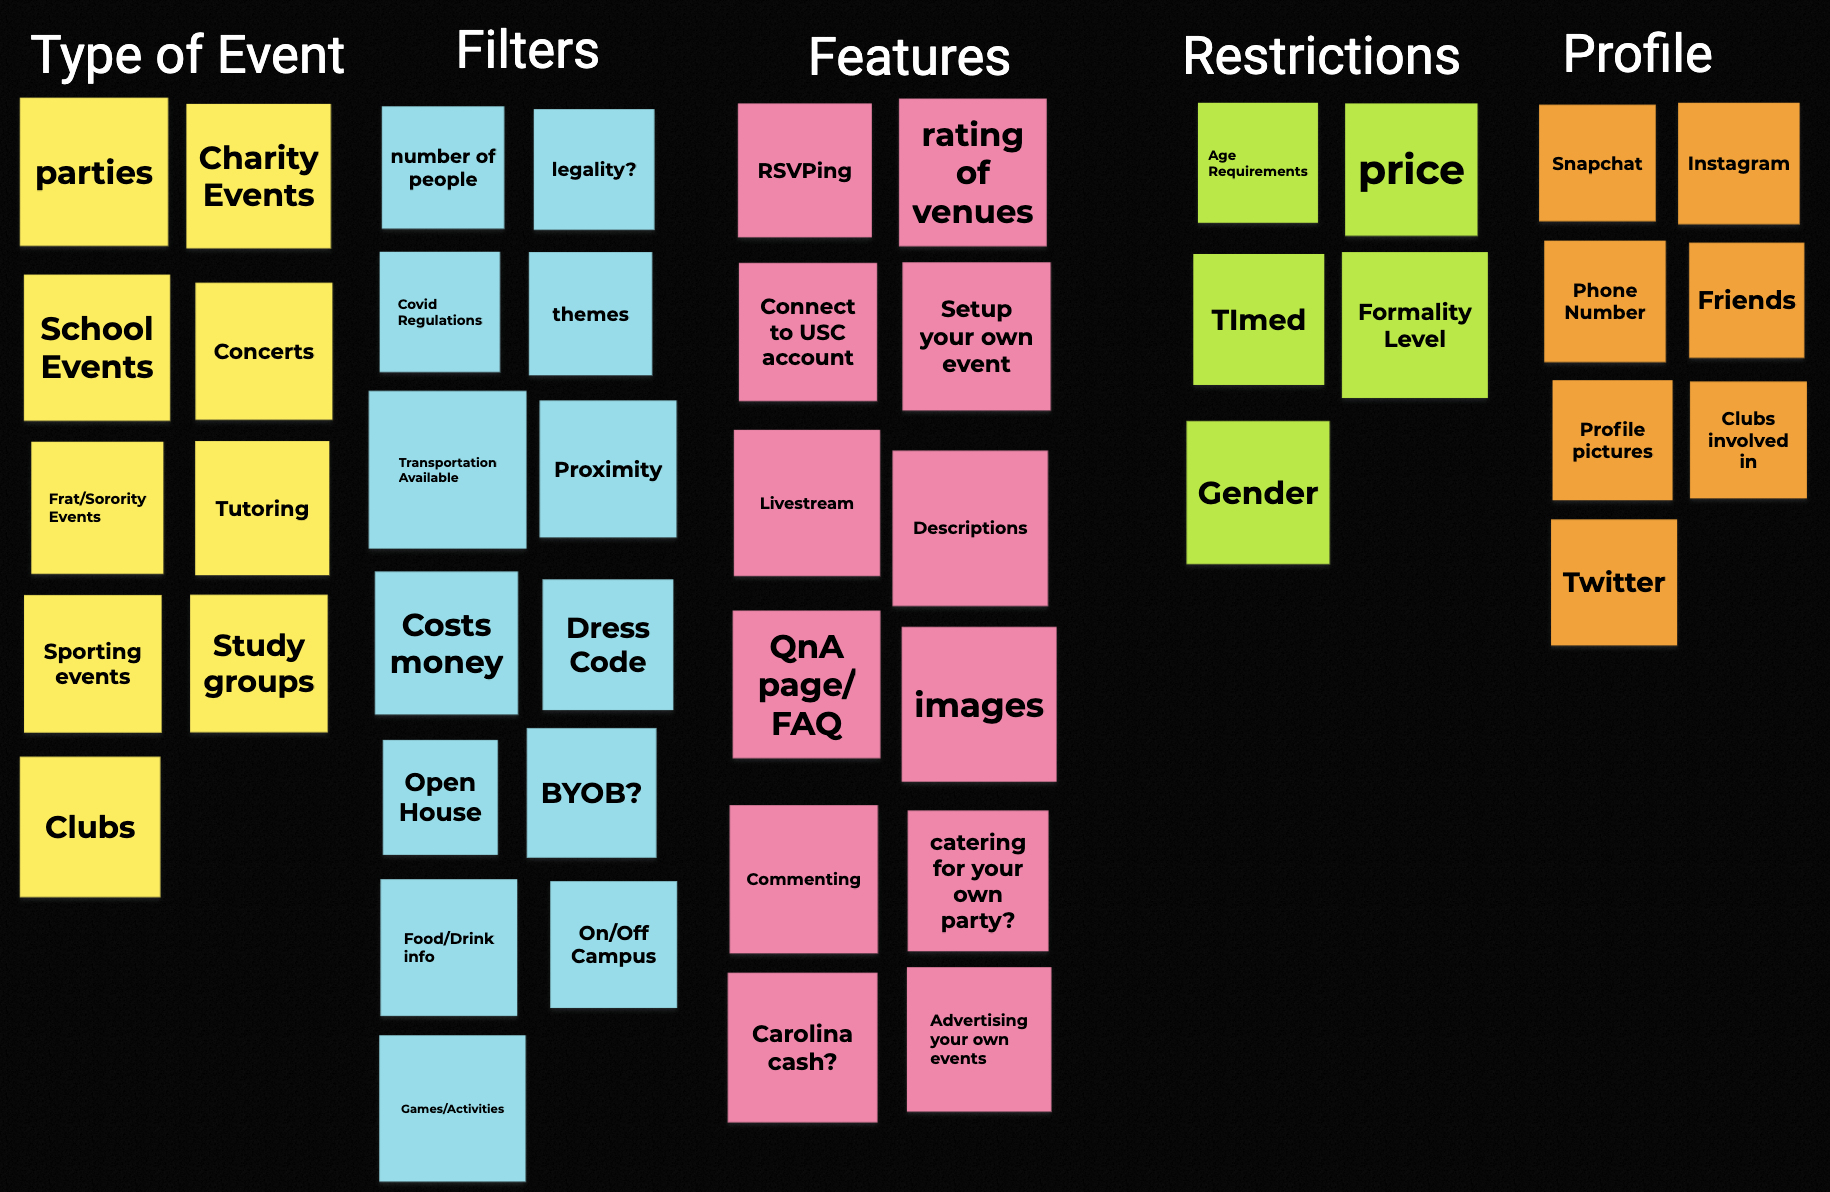 Type of Event
parties
Charity
Events
School
Events
Concerts
Frat/Sorority
Events
Tutoring
Sporting
events
Study
groups
Clubs
Filters
number of
people
legality?
Covid
Regulations
themes
Transportation
Available
Proximity
Costs
money
Dress
Code
Open
House
BYOB?
Food/Drink
info
On/Off
Campus
Games/Activities
Features
RSVPing
rating
of
venues
Connect
to USC
account
Setup
your own
event
Livestream
Descriptions
QnA
page/
FAQ
images
Commenting
catering
for your
own
party?
Carolina
cash?
Advertising
your own
events
Restrictions
Age
Requirements
price
TImed
Formality
Level
Gender
Profile
Snapchat
Instagram
Phone
Number
Friends
Profile
pictures
Clubs
involved
in
Twitter